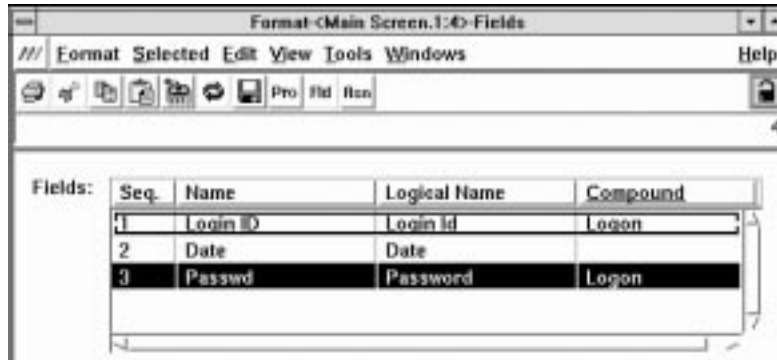 Format-<Main Screen.1:4>-Fields
/// Format Selected Edit View Tools Windows Help
Pro Fld Rsn
Fields: Seq. Name Logical Name Compound
1 Login ID Login Id Logon
2 Date Date
3 Passwd Password Logon